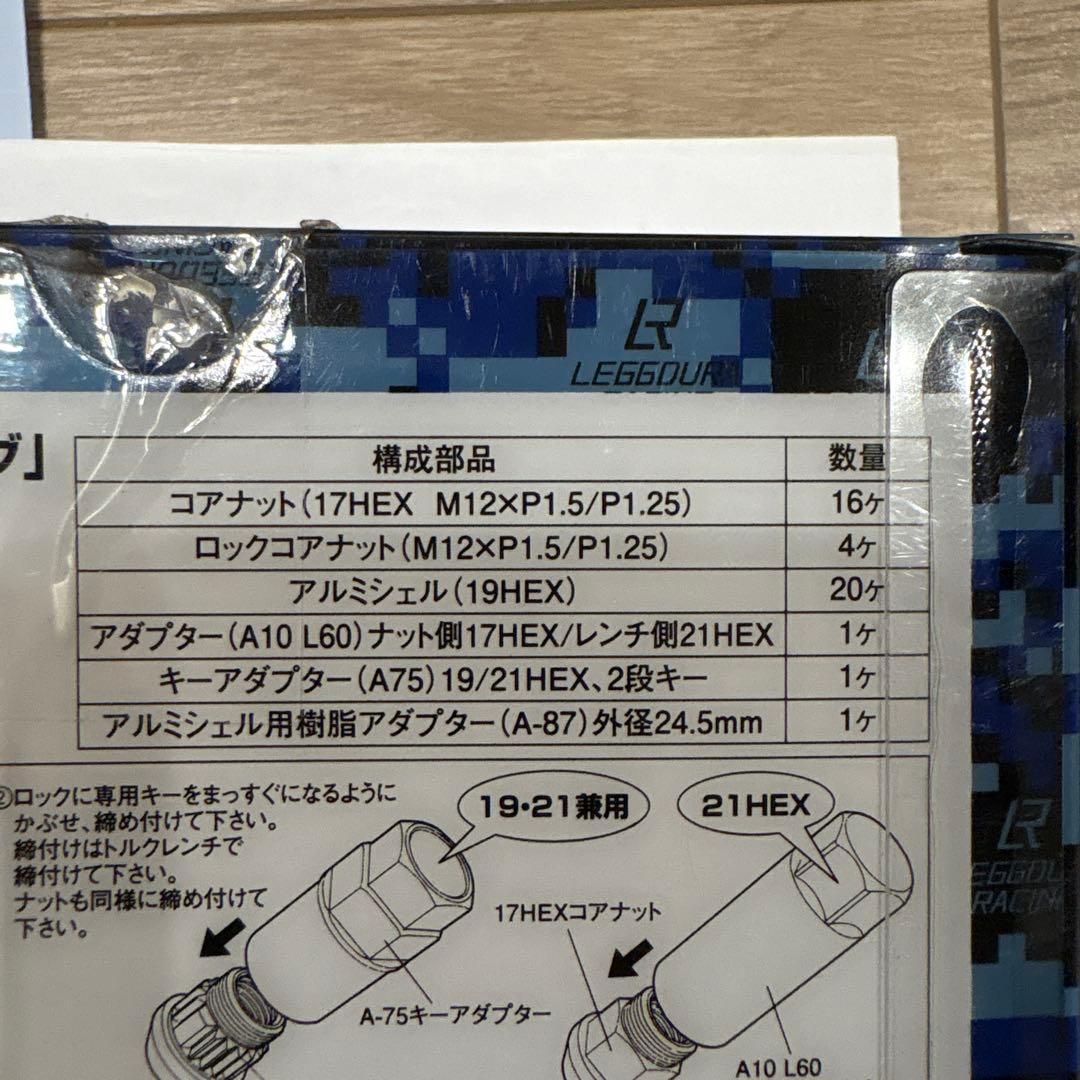 LEGGOUR
グ」
構成部品 数量
コアナット(17HEX M12×P1.5/P1.25) 16ヶ
ロックコアナット(M12×P1.5/P1.25) 4ヶ
アルミシェル(19HEX) 20ヶ
アダプター(A10 L60)ナット側17HEX/レンチ側21HEX 1ヶ
キーアダプター(A75)19/21HEX、2段キー 1ヶ
アルミシェル用樹脂アダプター(A-87)外径24.5mm 1ヶ
②ロックに専用キーをまっすぐになるように
かぶせ、締め付けて下さい。
締付けはトルクレンチで
締付けて下さい。
ナットも同様に締め付けて
下さい。
19・21兼用
21HEX
17HEXコアナット
A-75キーアダプター
A10 L60
EGGOU
RACIN